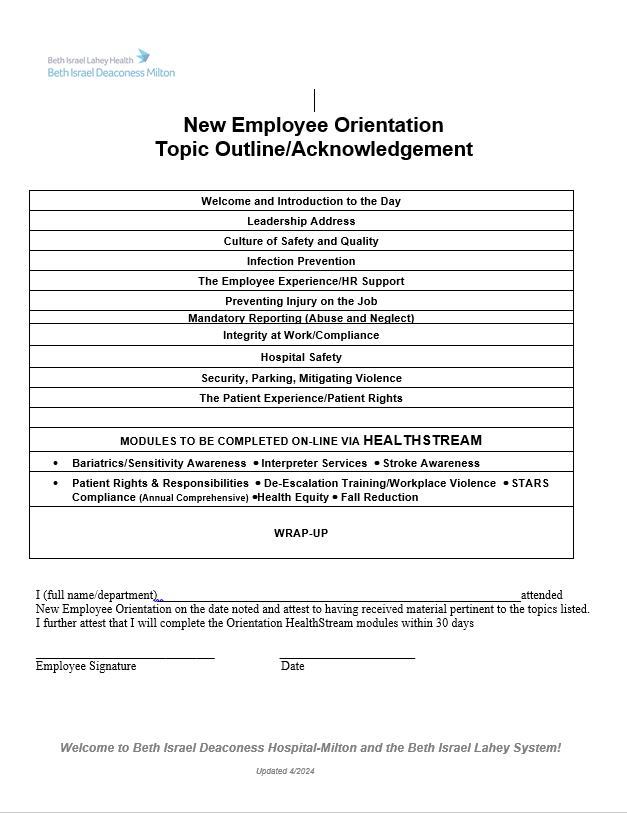 Beth Israel Lahey Health
Beth Israel Deaconess Milton
New Employee Orientation
Topic Outline/Acknowledgement
Welcome and Introduction to the Day
Leadership Address
Culture of Safety and Quality
Infection Prevention
The Employee Experience/HR Support
Preventing Injury on the Job
Mandatory Reporting (Abuse and Neglect)
Integrity at Work/Compliance
Hospital Safety
Security, Parking, Mitigating Violence
The Patient Experience/Patient Rights
MODULES TO BE COMPLETED ON-LINE VIA HEALTHSTREAM
• Bariatrics/Sensitivity Awareness • Interpreter Services • Stroke Awareness
• Patient Rights & Responsibilities • De-Escalation Training/Workplace Violence • STARS
Compliance (Annual Comprehensive) •Health Equity • Fall Reduction
WRAP-UP
I (full name/department)____________________________________________________________attended
New Employee Orientation on the date noted and attest to having received material pertinent to the topics listed.
I further attest that I will complete the Orientation HealthStream modules within 30 days
______________________________ ______________________
Employee Signature Date
Welcome to Beth Israel Deaconess Hospital-Milton and the Beth Israel Lahey System!
Updated 4/2024